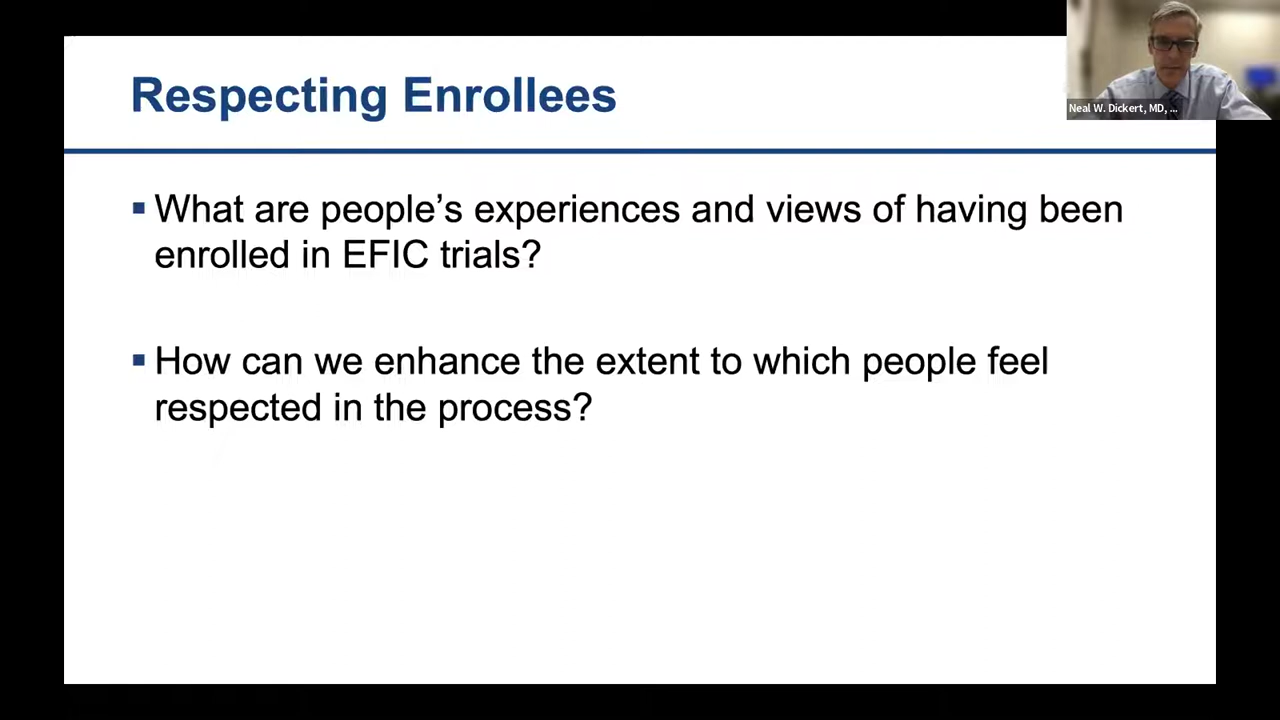 Respecting Enrollees
Neal W. Dickert, MD, ...
▪ What are people’s experiences and views of having been
enrolled in EFIC trials?
▪ How can we enhance the extent to which people feel
respected in the process?